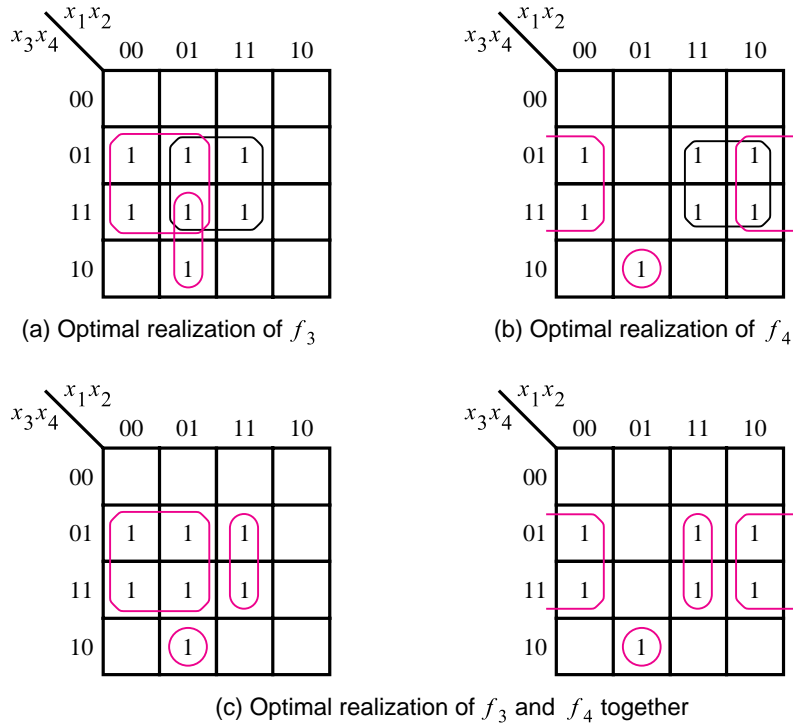 x1x2 x1x2
x3x4 x3x4
00 01 11 10 00 01 11 10
00 00
01 1 1 1 01 1 1 1
11 1 1 1 11 1 1 1
10 1 10 1
(a) Optimal realization of f3 (b) Optimal realization of f4
x1x2 x1x2
x3x4 x3x4
00 01 11 10 00 01 11 10
00 00
01 1 1 1 01 1 1 1
11 1 1 1 11 1 1 1
10 1 10 1
(c) Optimal realization of f3 and f4 together